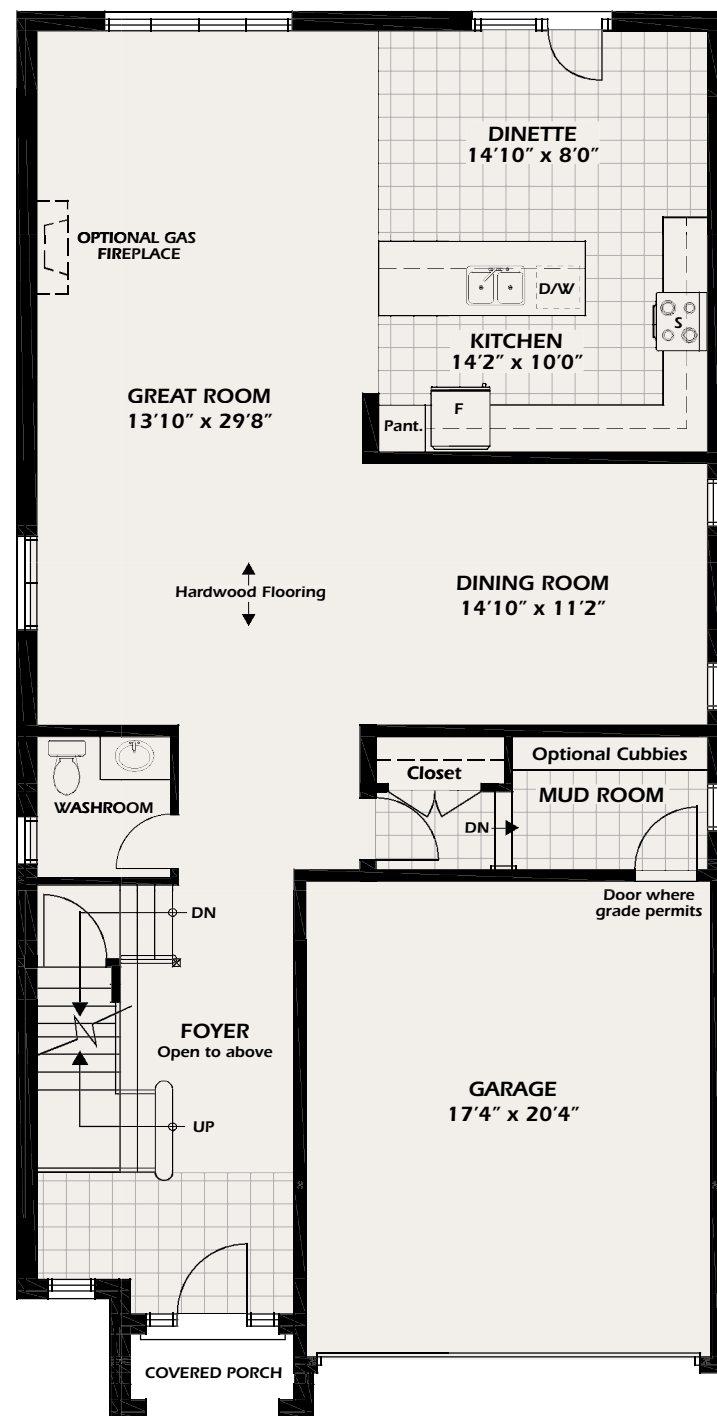 DINETTE
14'10" x 8'0"
OPTIONAL GAS
FIREPLACE
D/W
S
KITCHEN
14'2" x 10'0"
GREAT ROOM
13'10" x 29'8"
F
Pant.
Hardwood Flooring
DINING ROOM
14'10" x 11'2"
Optional Cubbies
Closet
MUD ROOM
WASHROOM
DN
Door where
grade permits
DN
FOYER
Open to above
GARAGE
17'4" x 20'4"
UP
COVERED PORCH